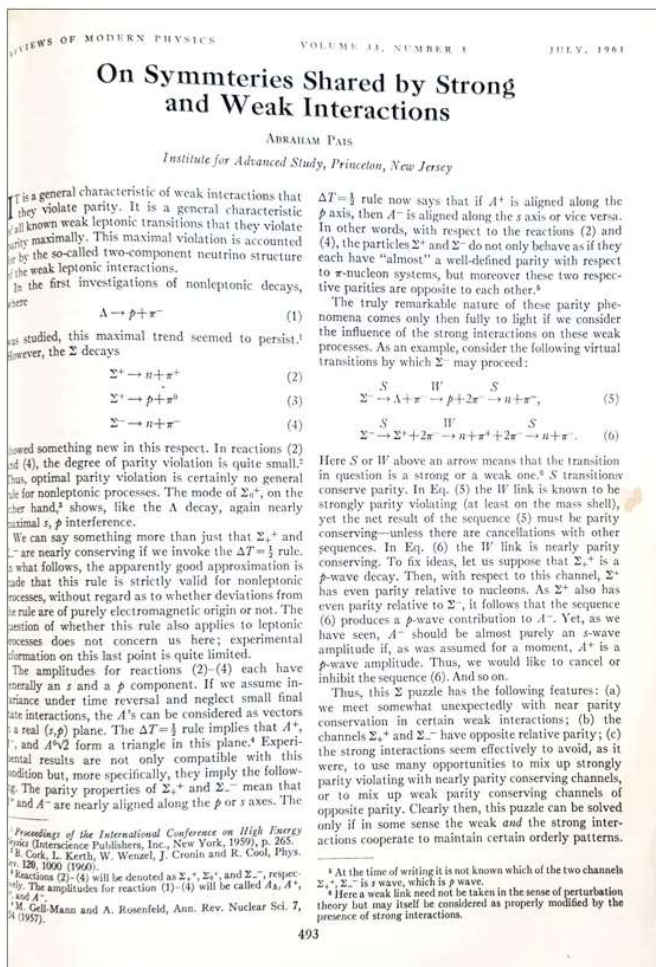 REVIEWS OF MODERN PHYSICS VOLUME 33, NUMBER 3 JULY, 1961
On Symmteries Shared by Strong
and Weak Interactions
ABRAHAM PAIS
Institute for Advanced Study, Princeton, New Jersey
IT is a general characteristic of weak interactions that
they violate parity. It is a general characteristic
of all known weak leptonic transitions that they violate
parity maximally. This maximal violation is accounted
for by the so-called two-component neutrino structure
of the weak leptonic interactions.
In the first investigations of nonleptonic decays,
where
Λ→p+π⁻ (1)
was studied, this maximal trend seemed to persist.¹
However, the Σ decays
Σ⁺→n+π⁺ (2)
Σ⁺→p+π⁰ (3)
Σ⁻→n+π⁻ (4)
howed something new in this respect. In reactions (2)
nd (4), the degree of parity violation is quite small.²
Thus, optimal parity violation is certainly no general
ule for nonleptonic processes. The mode of Σ₀⁺, on the
ther hand,³ shows, like the Λ decay, again nearly
aximal s, p interference.
We can say something more than just that Σ₊⁺ and
₋⁻ are nearly conserving if we invoke the ΔT=½ rule.
n what follows, the apparently good approximation is
ade that this rule is strictly valid for nonleptonic
rocesses, without regard as to whether deviations from
he rule are of purely electromagnetic origin or not. The
uestion of whether this rule also applies to leptonic
rocesses does not concern us here; experimental
nformation on this last point is quite limited.
The amplitudes for reactions (2)–(4) each have
enerally an s and a p component. If we assume in-
ariance under time reversal and neglect small final
tate interactions, the A's can be considered as vectors
a real (s,p) plane. The ΔT=½ rule implies that A⁺,
⁻, and A⁰√2 form a triangle in this plane.⁴ Experi-
ental results are not only compatible with this
ondition but, more specifically, they imply the follow-
g. The parity properties of Σ₊⁺ and Σ₋⁻ mean that
⁺ and A⁻ are nearly aligned along the p or s axes. The
¹ Proceedings of the International Conference on High Energy
Physics (Interscience Publishers, Inc., New York, 1959), p. 265.
² B. Cork, L. Kerth, W. Wenzel, J. Cronin and R. Cool, Phys.
ev. 120, 1000 (1960).
³ Reactions (2)–(4) will be denoted as Σ₊⁺, Σ₀⁺, and Σ₋⁻, respec-
vely. The amplitudes for reaction (1)–(4) will be called A_Λ, A⁺,
, and A⁻.
⁴ M. Gell-Mann and A. Rosenfeld, Ann. Rev. Nuclear Sci. 7,
(1957).
ΔT=½ rule now says that if A⁺ is aligned along the
p axis, then A⁻ is aligned along the s axis or vice versa.
In other words, with respect to the reactions (2) and
(4), the particles Σ⁺ and Σ⁻ do not only behave as if they
each have "almost" a well-defined parity with respect
to π-nucleon systems, but moreover these two respec-
tive parities are opposite to each other.⁵
The truly remarkable nature of these parity phe-
nomena comes only then fully to light if we consider
the influence of the strong interactions on these weak
processes. As an example, consider the following virtual
transitions by which Σ⁻ may proceed:
S W S
Σ⁻→Λ+π⁻→p+2π⁻→n+π⁻, (5)
S W S
Σ⁻→Σ⁺+2π⁻→n+π⁺+2π⁻→n+π⁻. (6)
Here S or W above an arrow means that the transition
in question is a strong or a weak one.⁶ S transitions
conserve parity. In Eq. (5) the W link is known to be
strongly parity violating (at least on the mass shell),
yet the net result of the sequence (5) must be parity
conserving—unless there are cancellations with other
sequences. In Eq. (6) the W link is nearly parity
conserving. To fix ideas, let us suppose that Σ₊⁺ is a
p-wave decay. Then, with respect to this channel, Σ⁺
has even parity relative to nucleons. As Σ⁺ also has
even parity relative to Σ⁻, it follows that the sequence
(6) produces a p-wave contribution to A⁻. Yet, as we
have seen, A⁻ should be almost purely an s-wave
amplitude if, as was assumed for a moment, A⁺ is a
p-wave amplitude. Thus, we would like to cancel or
inhibit the sequence (6). And so on.
Thus, this Σ puzzle has the following features: (a)
we meet somewhat unexpectedly with near parity
conservation in certain weak interactions; (b) the
channels Σ₊⁺ and Σ₋⁻ have opposite relative parity; (c)
the strong interactions seem effectively to avoid, as it
were, to use many opportunities to mix up strongly
parity violating with nearly parity conserving channels,
or to mix up weak parity conserving channels of
opposite parity. Clearly then, this puzzle can be solved
only if in some sense the weak and the strong inter-
actions cooperate to maintain certain orderly patterns.
⁵ At the time of writing it is not known which of the two channels
Σ₊⁺, Σ₋⁻ is s wave, which is p wave.
⁶ Here a weak link need not be taken in the sense of perturbation
theory but may itself be considered as properly modified by the
presence of strong interactions.
493